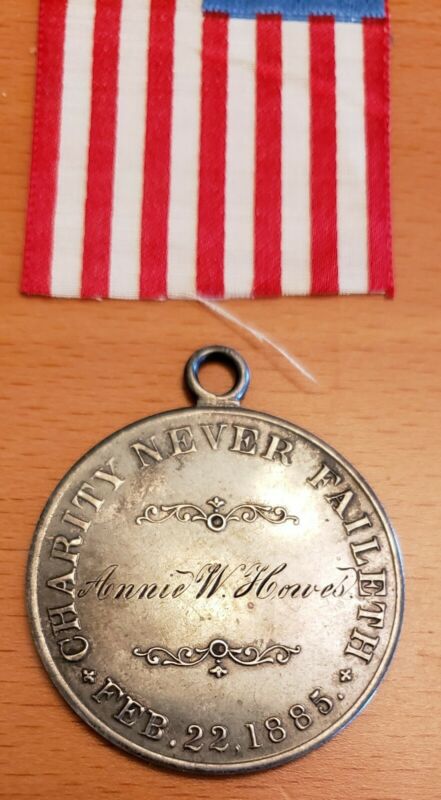 CHARITY NEVER FAILETH
Annie W. Howes.
FEB. 22, 1885.